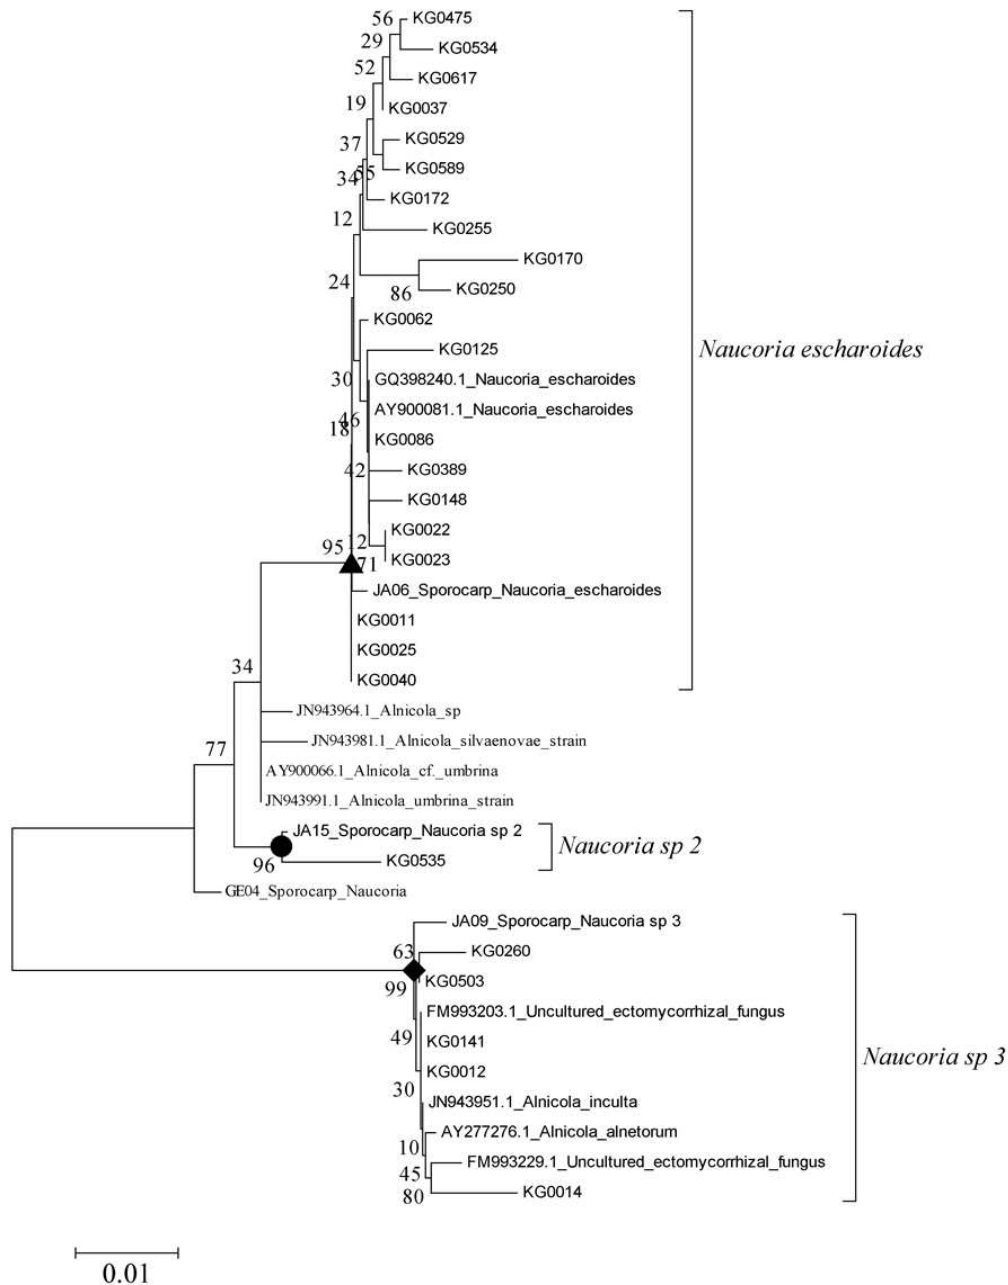 56
KG0475
29
KG0534
52
KG0617
19
KG0037
37
KG0529
55
KG0589
34
KG0172
12
KG0255
24
KG0170
86
KG0250
KG0062
Naucoria escharoides
KG0125
30
GQ398240.1_Naucoria_escharoides
46
AY900081.1_Naucoria_escharoides
18
KG0086
42
KG0389
KG0148
12
KG0022
95
71
KG0023
JA06_Sporocarp_Naucoria_escharoides
KG0011
KG0025
34
KG0040
JN943964.1_Alnicola_sp
77
JN943981.1_Alnicola_silvaenovae_strain
AY900066.1_Alnicola_cf._umbrina
JN943991.1_Alnicola_umbrina_strain
JA15_Sporocarp_Naucoria sp 2
Naucoria sp 2
96
KG0535
GE04_Sporocarp_Naucoria
JA09_Sporocarp_Naucoria sp 3
63
KG0260
99
KG0503
FM993203.1_Uncultured_ectomycorrhizal_fungus
49
KG0141
Naucoria sp 3
KG0012
30
JN943951.1_Alnicola_inculta
10
AY277276.1_Alnicola_alnetorum
45
FM993229.1_Uncultured_ectomycorrhizal_fungus
80
KG0014
0.01